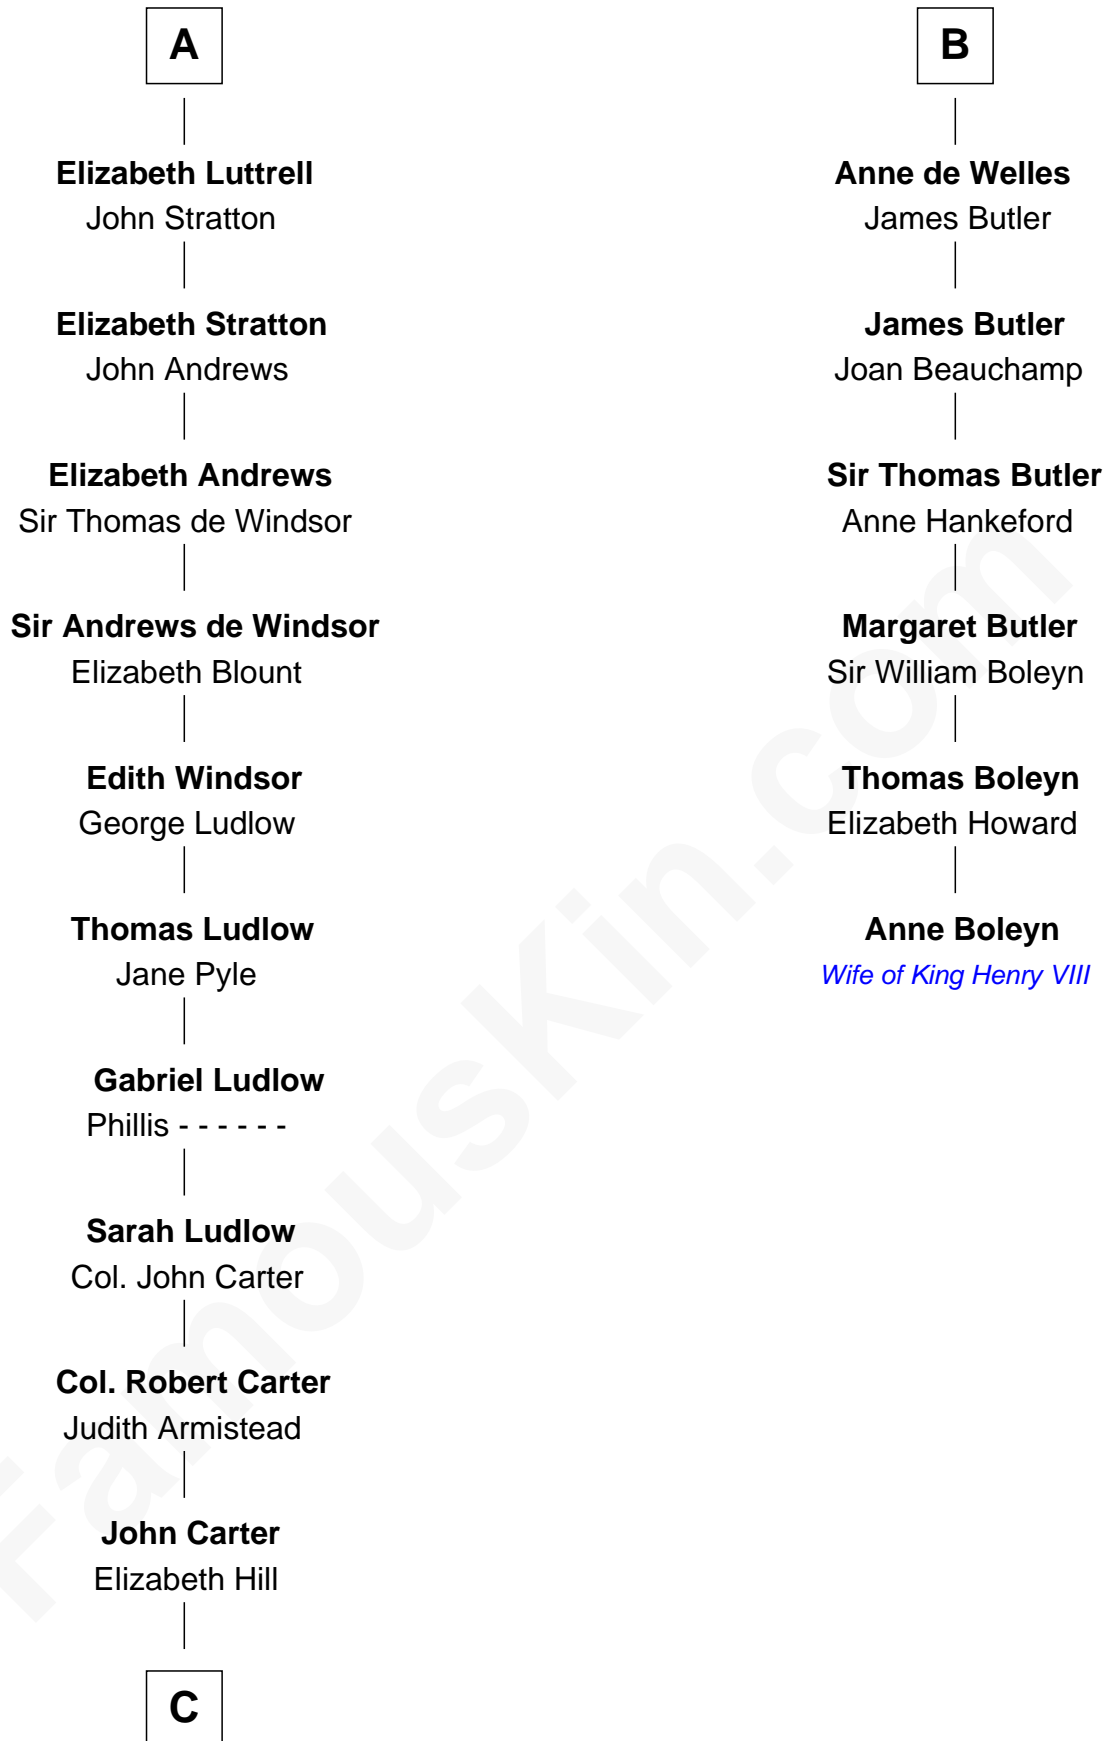 A
Elizabeth Luttrell
John Stratton
Elizabeth Stratton
John Andrews
Elizabeth Andrews
Sir Thomas de Windsor
Sir Andrews de Windsor
Elizabeth Blount
Edith Windsor
George Ludlow
Thomas Ludlow
Jane Pyle
Gabriel Ludlow
Phillis - - - - - -
Sarah Ludlow
Col. John Carter
Col. Robert Carter
Judith Armistead
John Carter
Elizabeth Hill
C
B
Anne de Welles
James Butler
James Butler
Joan Beauchamp
Sir Thomas Butler
Anne Hankeford
Margaret Butler
Sir William Boleyn
Thomas Boleyn
Elizabeth Howard
Anne Boleyn
Wife of King Henry VIII
FamousKin.com